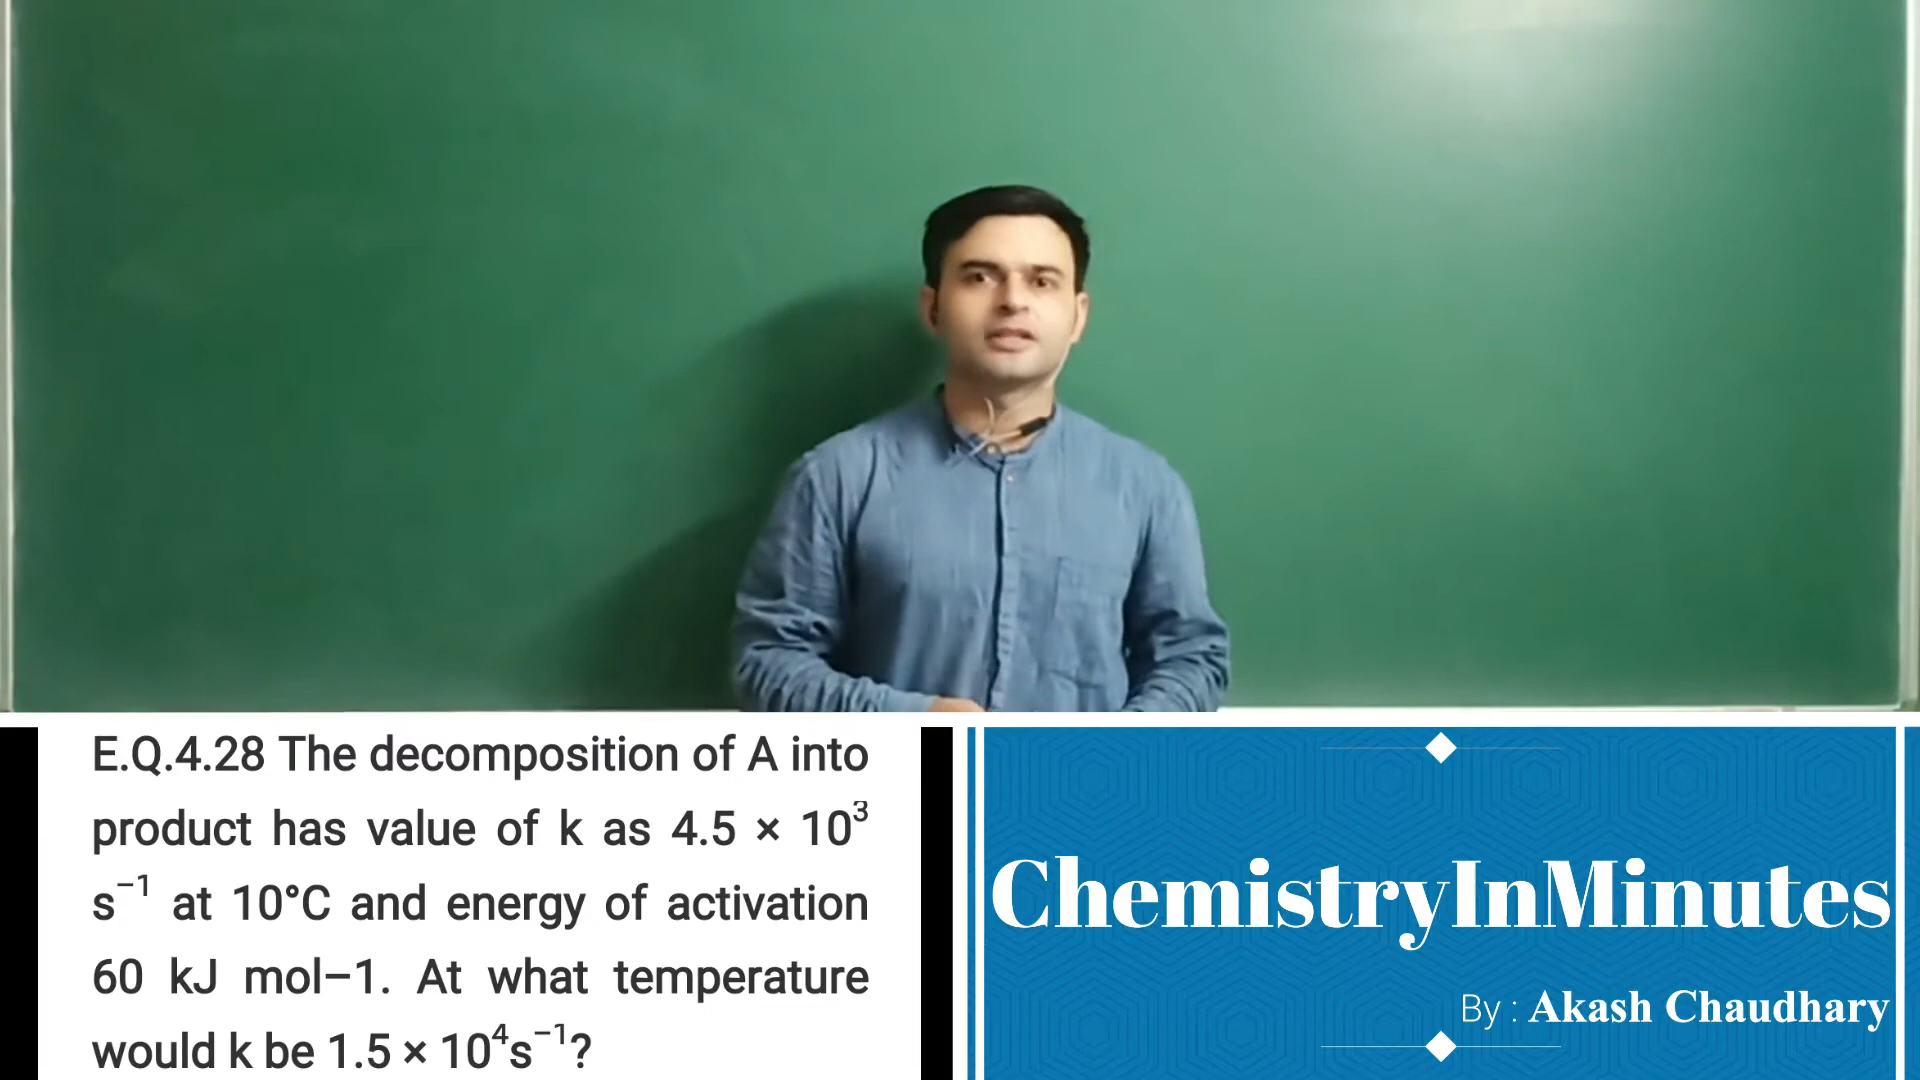 E.Q.4.28 The decomposition of A into
product has value of k as 4.5 × 10³
s⁻¹ at 10°C and energy of activation
60 kJ mol–1. At what temperature
would k be 1.5 × 10⁴s⁻¹?
ChemistryInMinutes
By : Akash Chaudhary